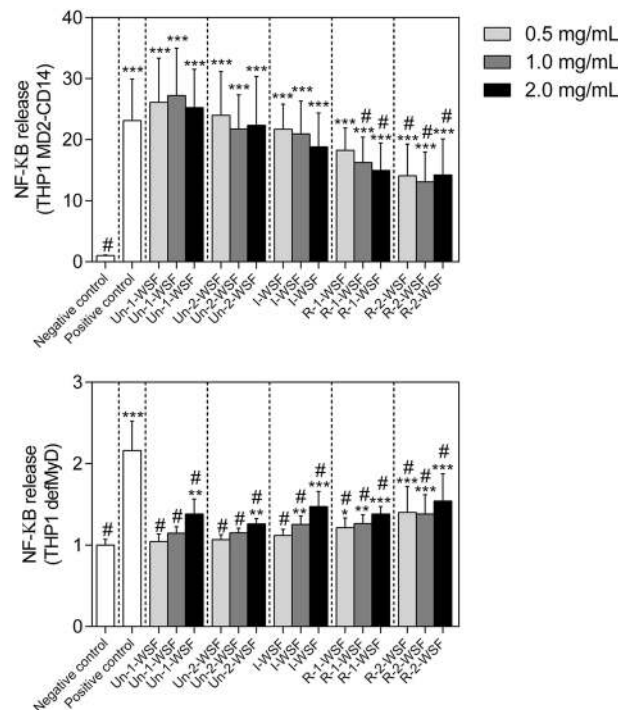 NF-KB release
(THP1 MD2-CD14
40
30
20
10
0
#
***
***
***
***
***
***
***
***
***
***
***
#
***
#
***
#
***
#
***
#
***
Negative control
Positive control
Un-1-WSF
Un-1-WSF
Un-1-WSF
Un-2-WSF
Un-2-WSF
Un-2-WSF
I-WSF
I-WSF
I-WSF
R-1-WSF
R-1-WSF
R-1-WSF
R-2-WSF
R-2-WSF
R-2-WSF
0.5 mg/mL
1.0 mg/mL
2.0 mg/mL
NF-KB release
(THP1 defMyD)
3
2
1
0
#
***
#
#
#
**
#
#
#
**
#
#
**
#
***
#
*
#
**
#
***
#
***
#
***
#
***
Negative control
Positive control
Un-1-WSF
Un-1-WSF
Un-1-WSF
Un-2-WSF
Un-2-WSF
Un-2-WSF
I-WSF
I-WSF
I-WSF
R-1-WSF
R-1-WSF
R-1-WSF
R-2-WSF
R-2-WSF
R-2-WSF